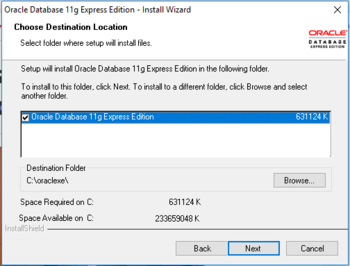 Oracle Database 11g Express Edition - Install Wizard
Choose Destination Location
Select folder where setup will install files.
ORACLE
DATABASE
EXPRESS EDITION
Setup will install Oracle Database 11g Express Edition in the following folder.
To install to this folder, click Next. To install to a different folder, click Browse and select
another folder.
Oracle Database 11g Express Edition 631124 K
Destination Folder
C:\oraclexe\
Browse...
Space Required on C: 631124 K
Space Available on C: 233659048 K
InstallShield
Back Next Cancel